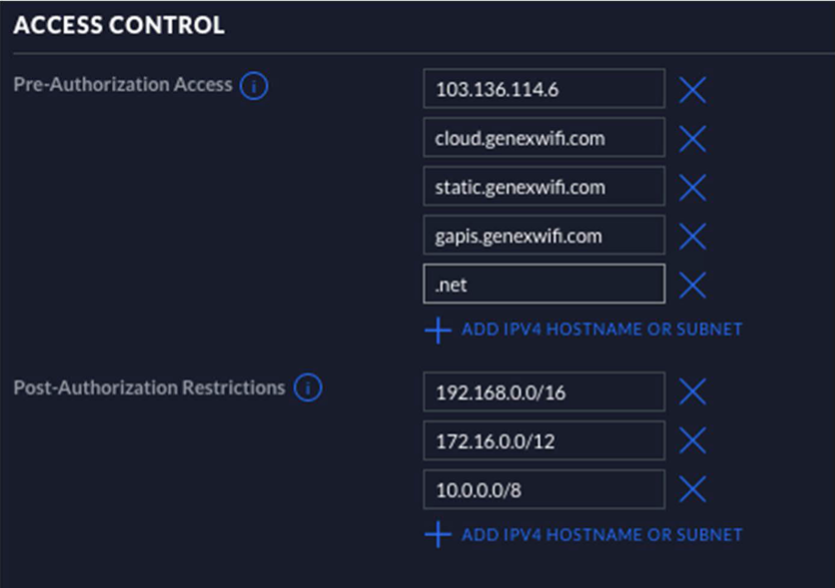 ACCESS CONTROL
Pre-Authorization Access
103.136.114.6
cloud.genexwifi.com
static.genexwifi.com
gapis.genexwifi.com
.net
ADD IPV4 HOSTNAME OR SUBNET
Post-Authorization Restrictions
192.168.0.0/16
172.16.0.0/12
10.0.0.0/8
ADD IPV4 HOSTNAME OR SUBNET